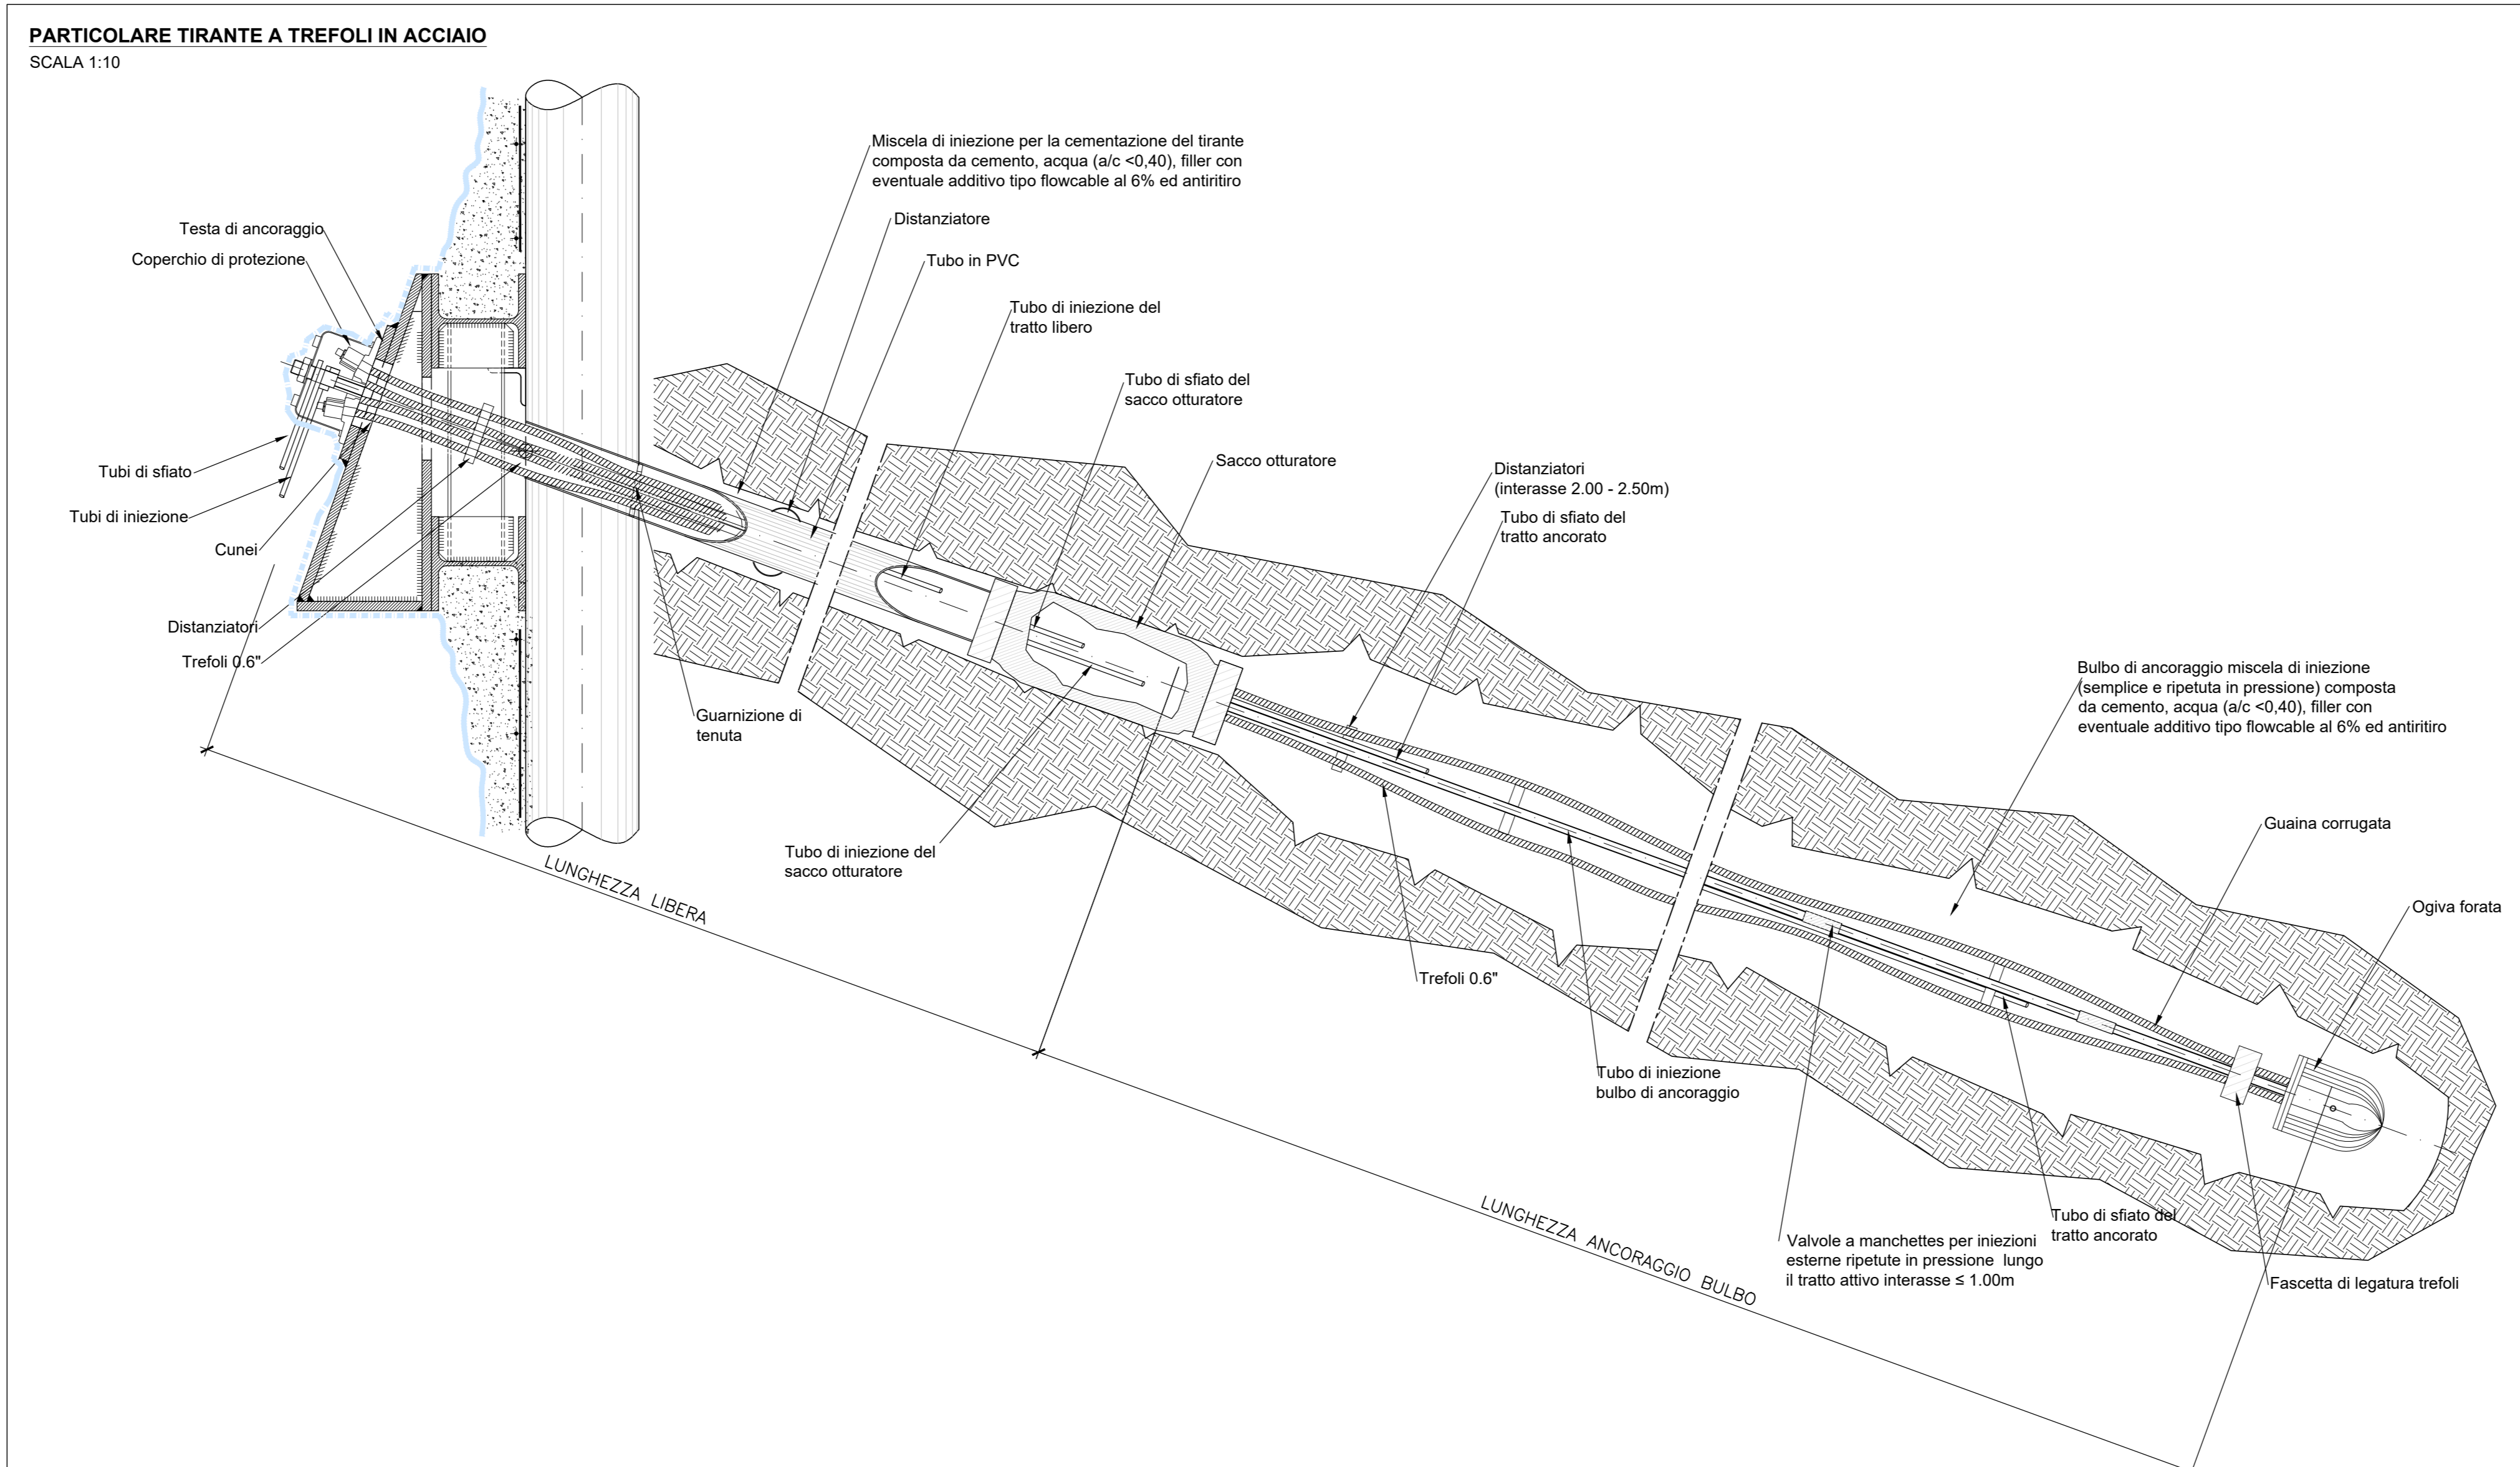 PARTICOLARE TIRANTE A TREFOLI IN ACCIAIO
SCALA 1:10
Miscela di iniezione per la cementazione del tirante
composta da cemento, acqua (a/c <0,40), filler con
eventuale additivo tipo flowcable al 6% ed antiritiro
Distanziatore
Tubo in PVC
Tubo di iniezione del
tratto libero
Tubo di sfiato del
sacco otturatore
Sacco otturatore
Distanziatori
(interasse 2.00 - 2.50m)
Tubo di sfiato del
tratto ancorato
Testa di ancoraggio
Coperchio di protezione
Tubi di sfiato
Tubi di iniezione
Cunei
Distanziatori
Trefoli 0.6"
Guarnizione di
tenuta
Tubo di iniezione del
sacco otturatore
LUNGHEZZA LIBERA
Bulbo di ancoraggio miscela di iniezione
(semplice e ripetuta in pressione) composta
da cemento, acqua (a/c <0,40), filler con
eventuale additivo tipo flowcable al 6% ed antiritiro
Guaina corrugata
Ogiva forata
Trefoli 0.6"
Tubo di iniezione
bulbo di ancoraggio
LUNGHEZZA ANCORAGGIO BULBO
Valvole a manchettes per iniezioni
esterne ripetute in pressione lungo
il tratto attivo interasse ≤ 1.00m
Tubo di sfiato del
tratto ancorato
Fascetta di legatura trefoli